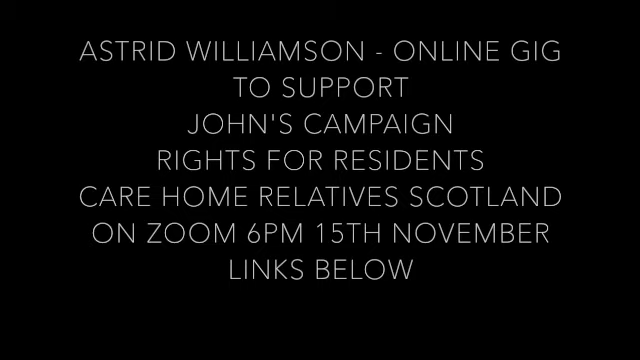 ASTRID WILLIAMSON - ONLINE GIG
TO SUPPORT
JOHN'S CAMPAIGN
RIGHTS FOR RESIDENTS
CARE HOME RELATIVES SCOTLAND
ON ZOOM 6PM 15TH NOVEMBER
LINKS BELOW